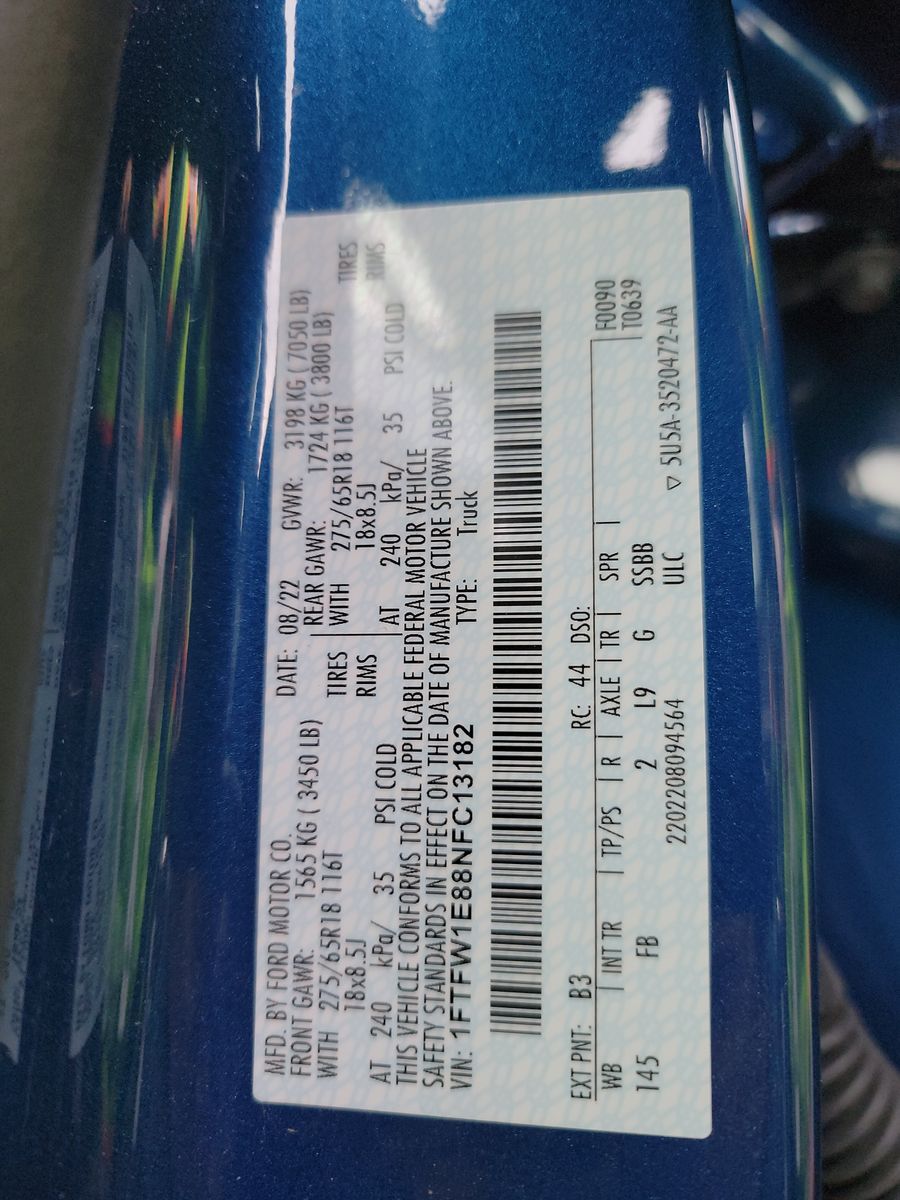 MFD. BY FORD MOTOR CO. DATE: 08/22 GVWR: 3198 KG ( 7050 LB)
FRONT GAWR: 1565 KG ( 3450 LB) REAR GAWR: 1724 KG ( 3800 LB)
WITH 275/65R18 116T TIRES WITH 275/65R18 116T TIRES
18x8.5J RIMS 18x8.5J RIMS
AT 240 kPa/ 35 PSI COLD AT 240 kPa/ 35 PSI COLD
THIS VEHICLE CONFORMS TO ALL APPLICABLE FEDERAL MOTOR VEHICLE
SAFETY STANDARDS IN EFFECT ON THE DATE OF MANUFACTURE SHOWN ABOVE.
VIN: 1FTFW1E88NFC13182 TYPE: Truck
EXT PNT: B3 RC: 44 DSO: F0090
WB | INT TR | TP/PS | R | AXLE | TR | SPR | T0639
145 FB 2 L9 G SSBB
ULC ▽ 5U5A-3520472-AA
2202208094564